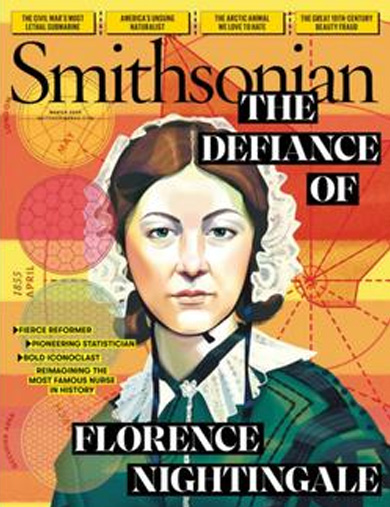 THE CIVIL WAR'S MOST
LETHAL SUBMARINE
AMERICA'S UNSUNG
NATURALIST
THE ARCTIC ANIMAL
WE LOVE TO HATE
THE GREAT 19TH-CENTURY
BEAUTY FRAUD
Smithsonian
THE
DEFIANCE
OF
MAY
1855
APRIL
FIERCE REFORMER
PIONEERING STATISTICIAN
BOLD ICONOCLAST
REIMAGINING THE
MOST FAMOUS NURSE
IN HISTORY
FLORENCE
NIGHTINGALE